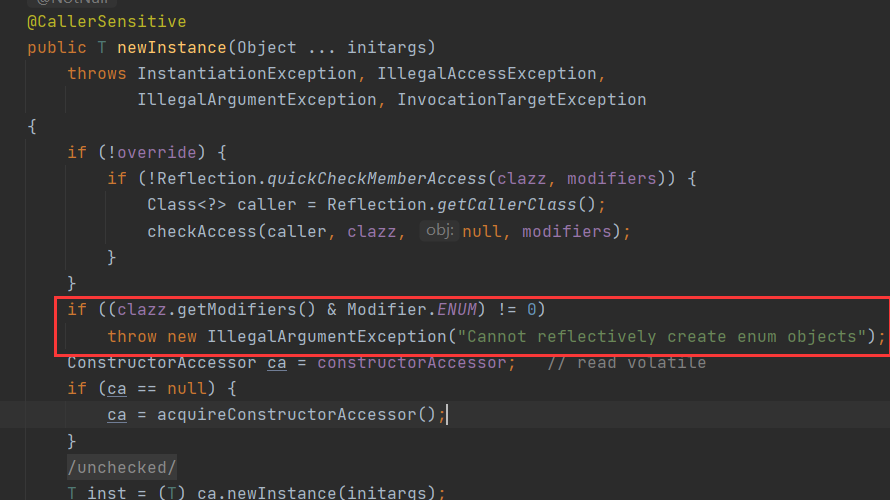 @NotNull
@CallerSensitive
public T newInstance(Object ... initargs)
    throws InstantiationException, IllegalAccessException,
           IllegalArgumentException, InvocationTargetException
{
    if (!override) {
        if (!Reflection.quickCheckMemberAccess(clazz, modifiers)) {
            Class<?> caller = Reflection.getCallerClass();
            checkAccess(caller, clazz, obj: null, modifiers);
        }
    }
    if ((clazz.getModifiers() & Modifier.ENUM) != 0)
        throw new IllegalArgumentException("Cannot reflectively create enum objects");
    ConstructorAccessor ca = constructorAccessor;   // read volatile
    if (ca == null) {
        ca = acquireConstructorAccessor();
    }
    /unchecked/
    T inst = (T) ca.newInstance(initargs);